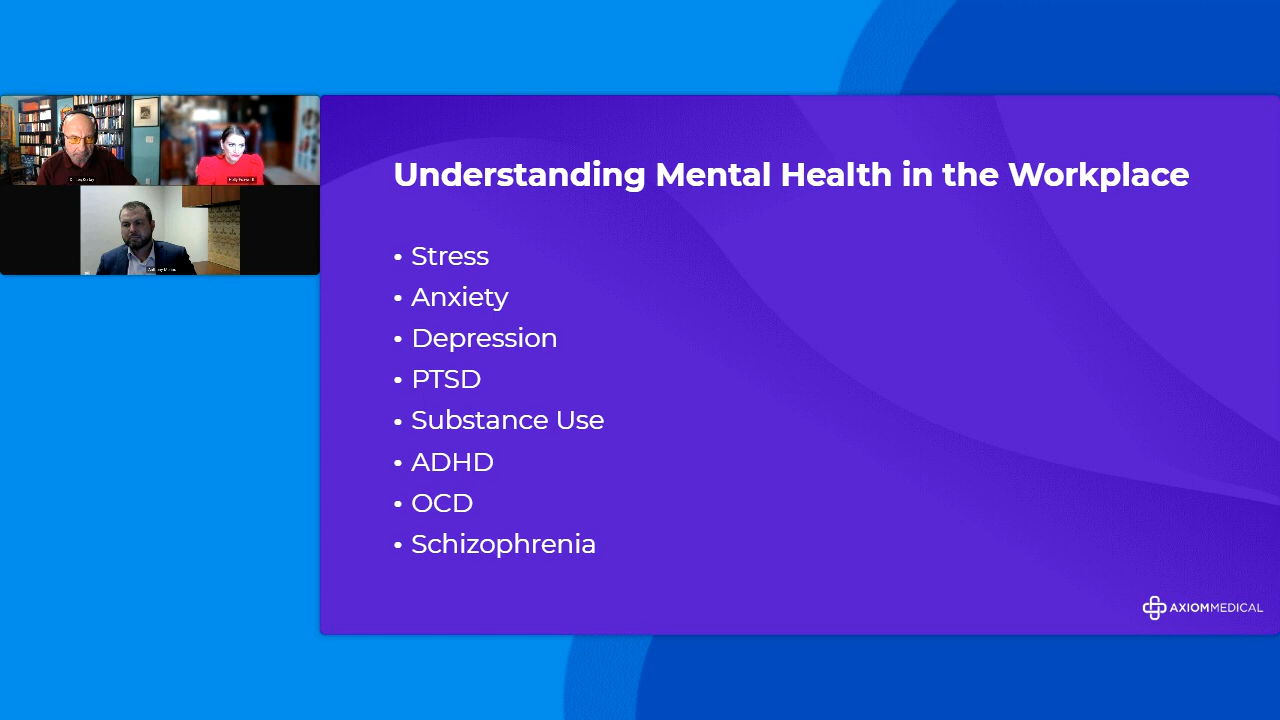 Understanding Mental Health in the Workplace
• Stress
• Anxiety
• Depression
• PTSD
• Substance Use
• ADHD
• OCD
• Schizophrenia
AXIOMMEDICAL